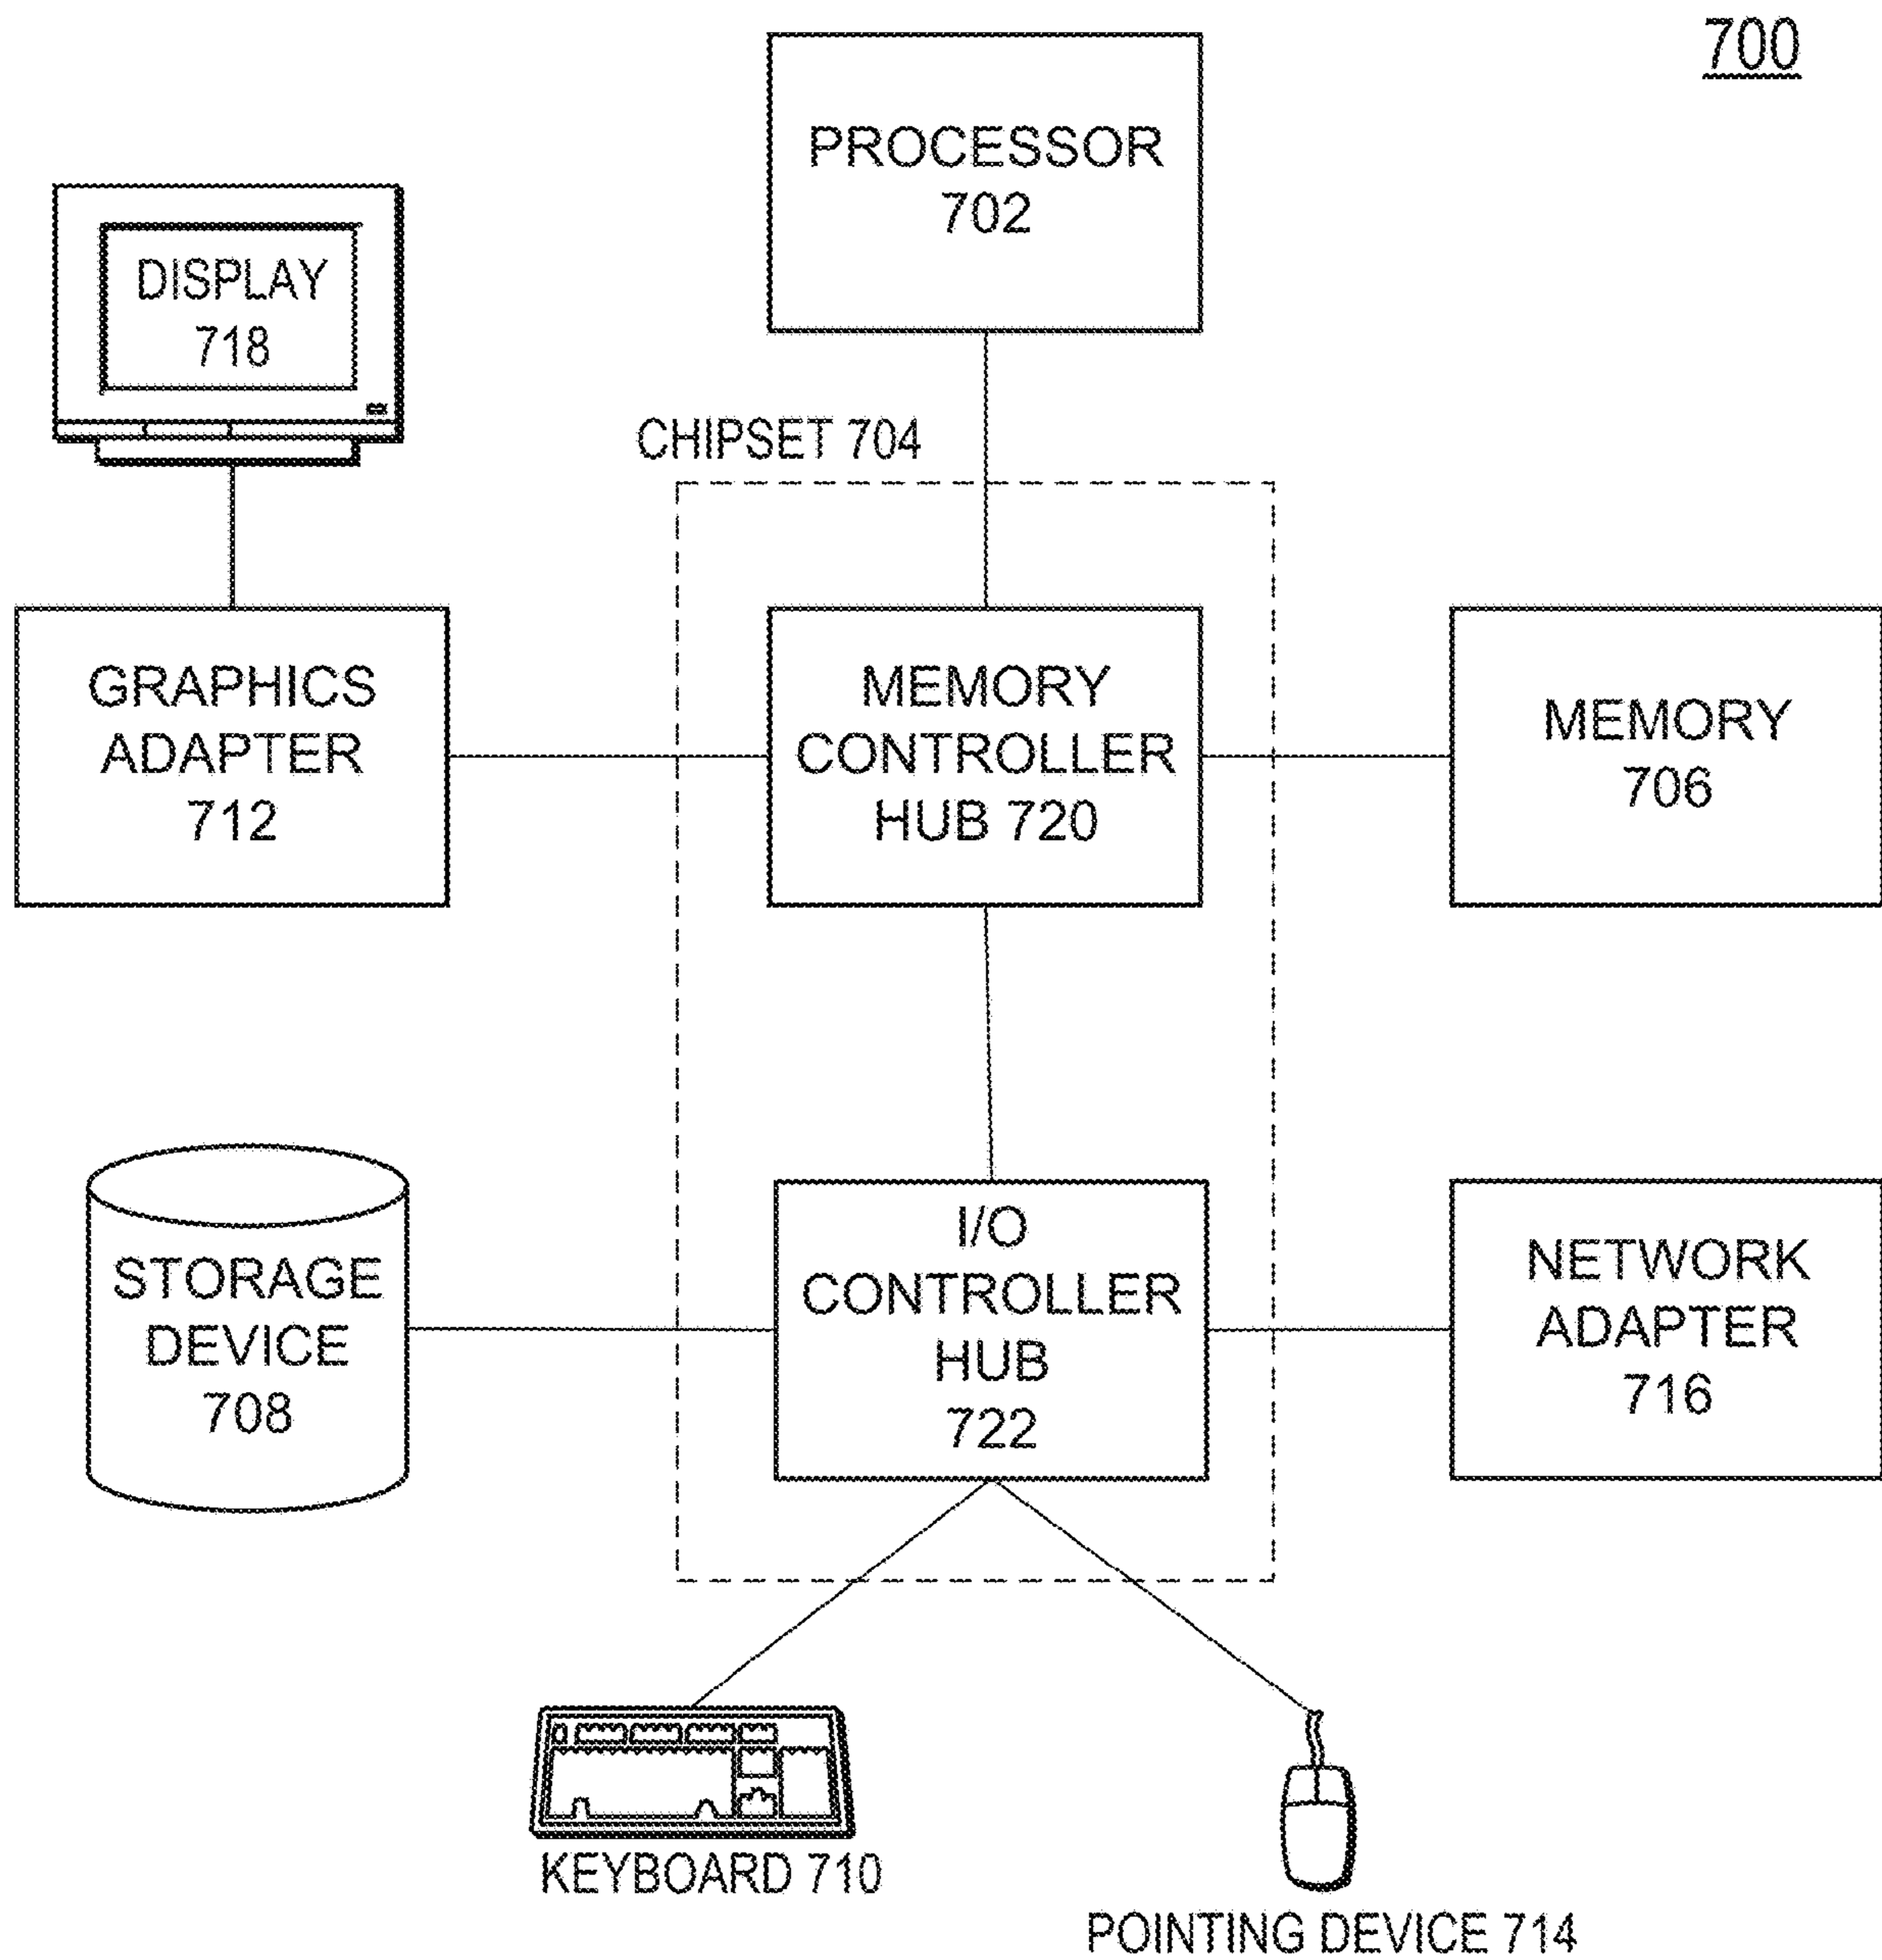 700
PROCESSOR
702
DISPLAY
718
CHIPSET 704
GRAPHICS
ADAPTER
712
MEMORY
CONTROLLER
HUB 720
MEMORY
706
STORAGE
DEVICE
708
I/O
CONTROLLER
HUB
722
NETWORK
ADAPTER
716
KEYBOARD 710
POINTING DEVICE 714